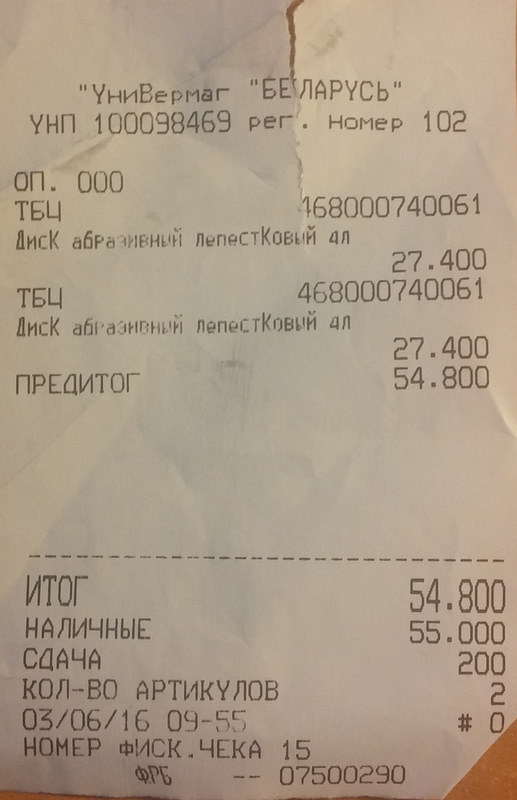 "УниВермаг "БЕЛАРУСЬ"
УНП 100098469 рег. номер 102
ОП. 000
ТБЦ 468000740061
Диск абразивный лепестКовый дл
27.400
ТБЦ 468000740061
Диск абразивный лепестКовый дл
27.400
ПРЕДИТОГ 54.800
ИТОГ 54.800
НАЛИЧНЫЕ 55.000
СДАЧА 200
КОЛ-ВО АРТИКУЛОВ 2
03/06/16 09-55 # 0
НОМЕР ФИСК.ЧЕКА 15
ФРБ -- 07500290